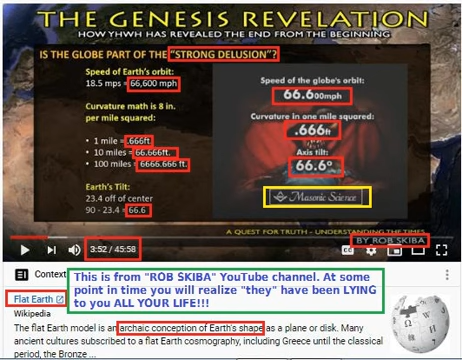 THE GENESIS REVELATION
HOW YHWH HAS REVEALED THE END FROM THE BEGINNING
IS THE GLOBE PART OF THE "STRONG DELUSION"?
Speed of Earth's orbit:
18.5 mps = 66,600 mph
Curvature math is 8 in.
per mile squared:
• 1 mile = .666ft
• 10 miles = 66.666ft.
• 100 miles = 6666.666 ft
Earth's Tilt:
23.4 off of center
90 - 23.4 = 66.6
Speed of the globe's orbit:
66.600mph
Curvature in one mile squared:
.666ft
Axis tilt:
66.6°
Masonic Science
A QUEST FOR TRUTH - UNDERSTANDING THE TIMES
BY ROB SKIBA
3:52 / 45:58
CC
Context
This is from "ROB SKIBA" YouTube channel. At some
point in time you will realize "they" have been LYING
to you ALL YOUR LIFE!!!
Flat Earth
Wikipedia
The flat Earth model is an archaic conception of Earth's shape as a plane or disk. Many
ancient cultures subscribed to a flat Earth cosmography, including Greece until the classical
period, the Bronze ...